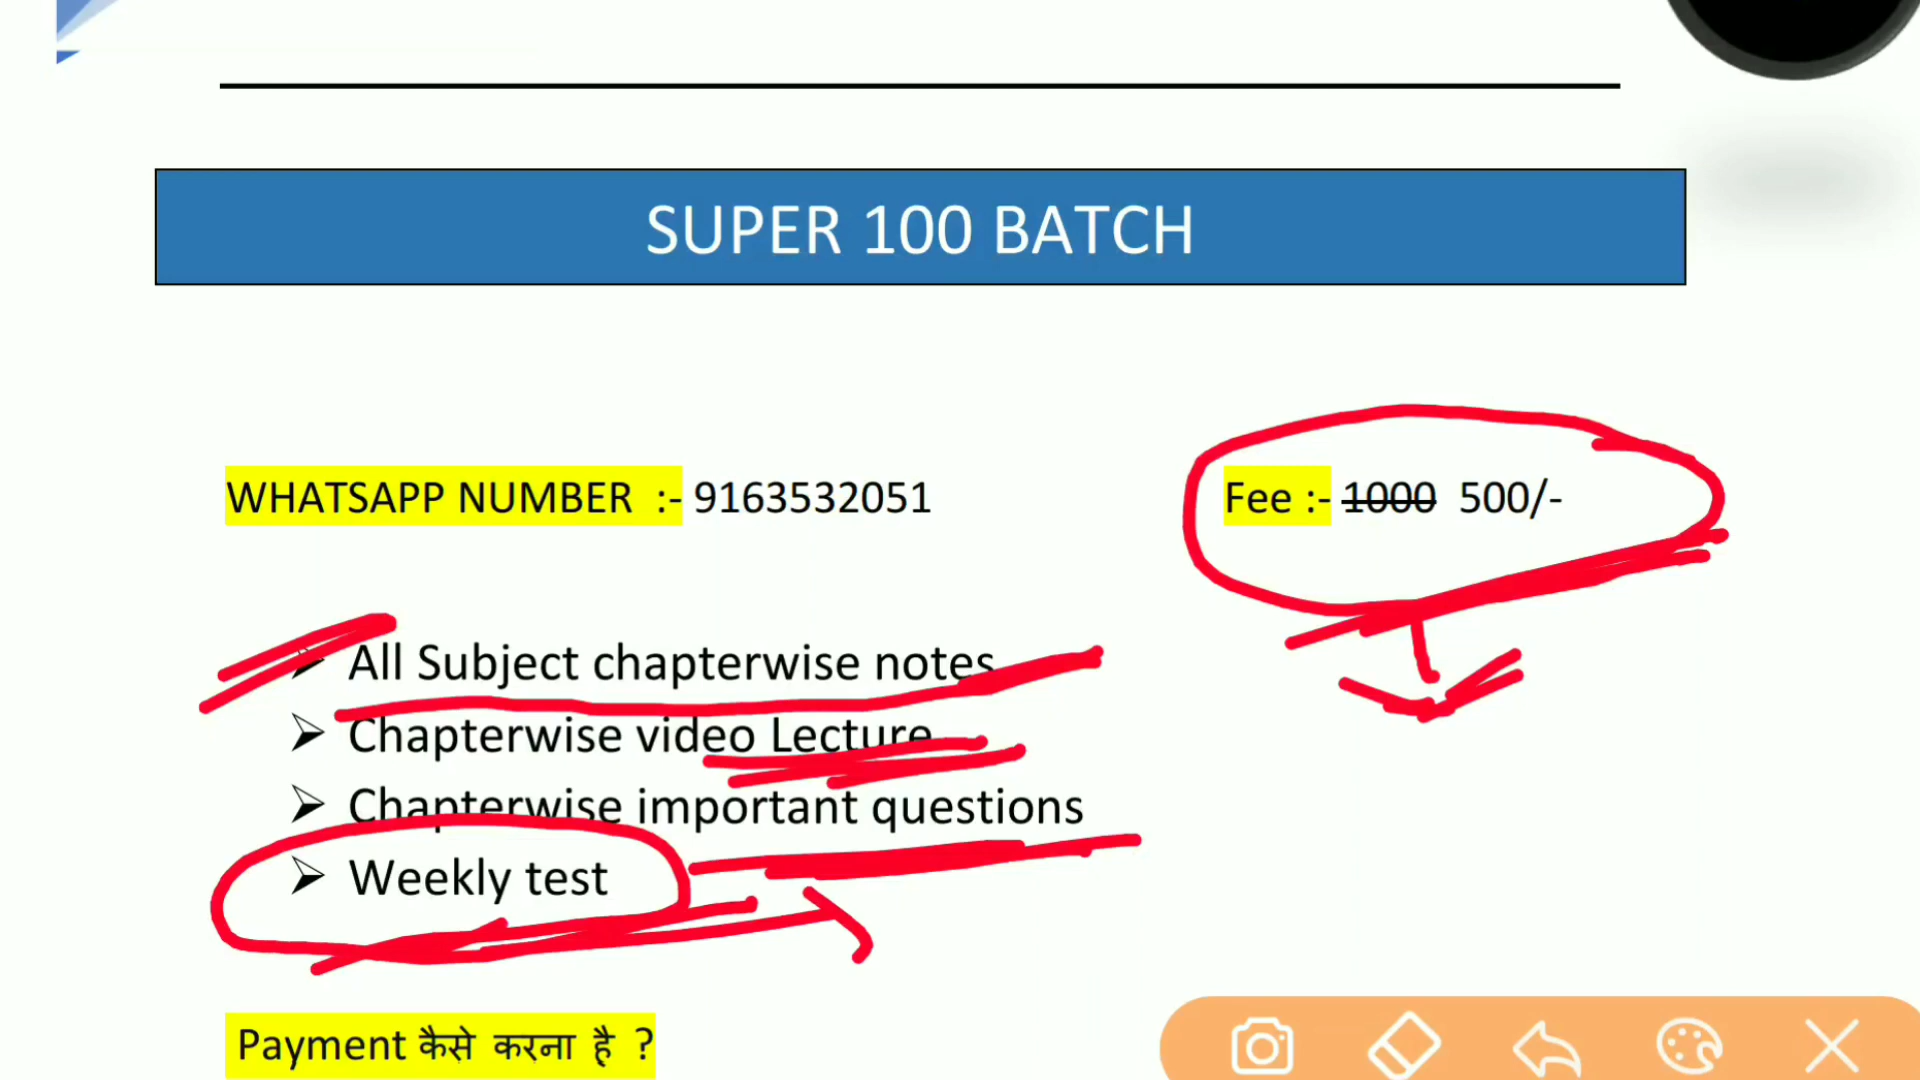 SUPER 100 BATCH
WHATSAPP NUMBER :- 9163532051 Fee :- 1000 500/-
All Subject chapterwise notes
Chapterwise video Lecture
Chapterwise important questions
Weekly test
Payment कैसे करना है ?